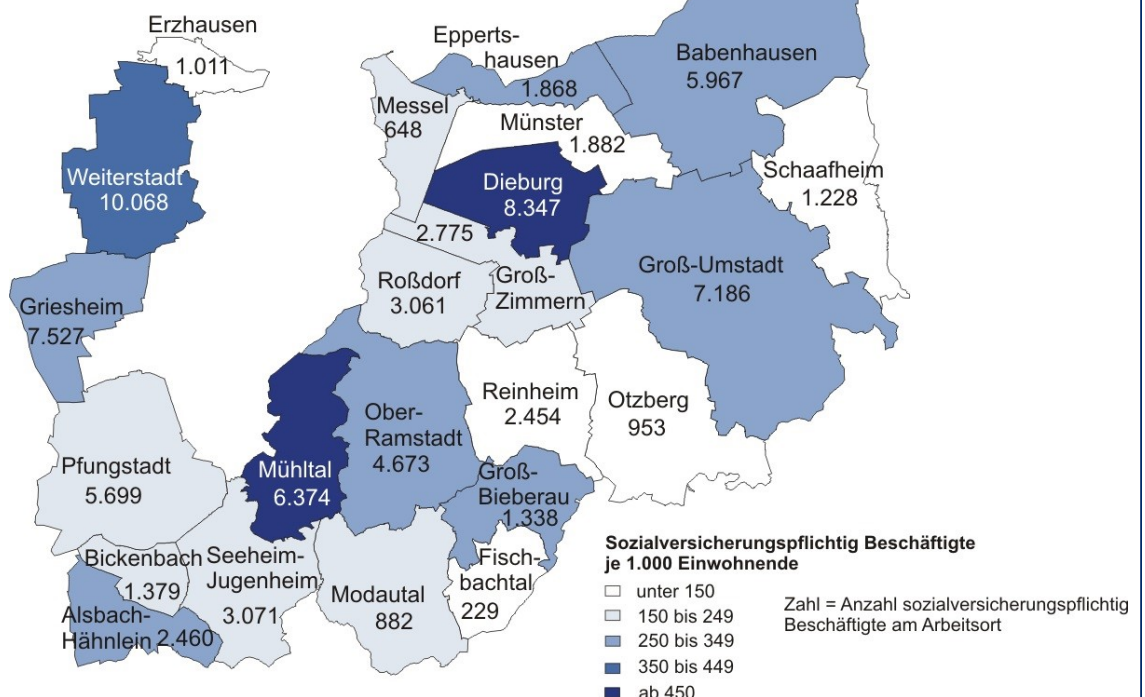 Erzhausen
1.011
Epperts-
hausen
1.868
Babenhausen
5.967
Messel
648
Münster
1.882
Schaafheim
1.228
Weiterstadt
10.068
Dieburg
8.347
2.775
Groß-
Zimmern
Groß-Umstadt
7.186
Roßdorf
3.061
Griesheim
7.527
Reinheim
2.454
Otzberg
953
Ober-
Ramstadt
4.673
Pfungstadt
5.699
Mühltal
6.374
Groß-
Bieberau
1.338
Bickenbach
1.379
Seeheim-
Jugenheim
3.071
Fisch-
bachtal
229
Modautal
882
Alsbach-
Hähnlein 2.460
Sozialversicherungspflichtig Beschäftigte
je 1.000 Einwohnende
unter 150
150 bis 249
250 bis 349
350 bis 449
ab 450
Zahl = Anzahl sozialversicherungspflichtig
Beschäftigte am Arbeitsort